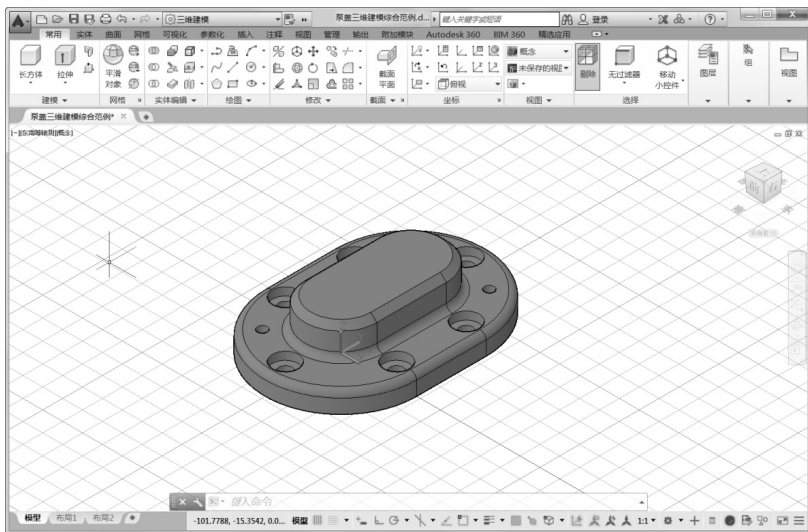 三维建模
泵盖三维建模综合范例.d...
键入关键字或短语
登录
常用 实体 曲面 网格 可视化 参数化 插入 注释 视图 管理 输出 附加模块 Autodesk 360 BIM 360 精选应用
长方体 拉伸 平滑对象 截面平面 概念 未保存的视图 俯视 剔除 无过滤器 移动小控件 图层 组 视图
建模 网格 实体编辑 绘图 修改 截面 坐标 视图 选择
泵盖三维建模综合范例*
[-][东南等轴测][概念]
键入命令
模型 布局1 布局2
-101.7788, -15.3542, 0.0... 模型 1:1